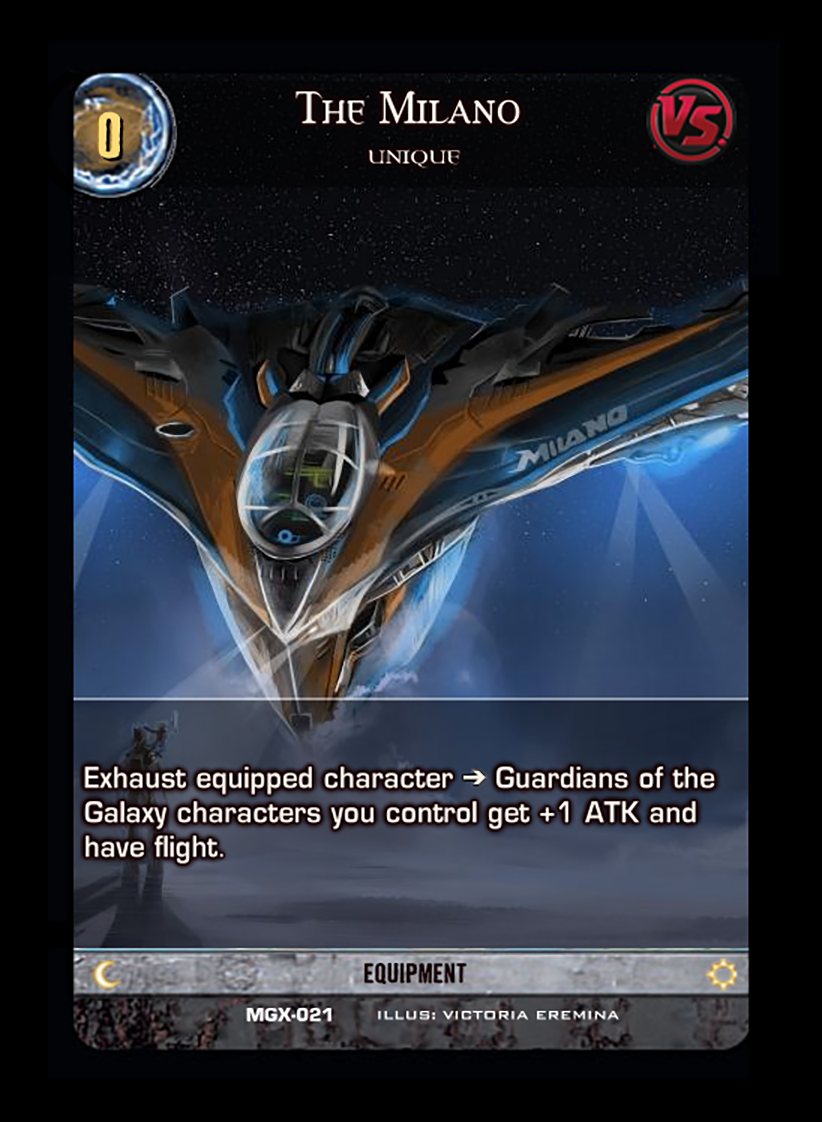 0
The Milano
VS
UNIQUE
MILANO
Exhaust equipped character ➔ Guardians of the
Galaxy characters you control get +1 ATK and
have flight.
EQUIPMENT
MGX-021 ILLUS: VICTORIA EREMINA